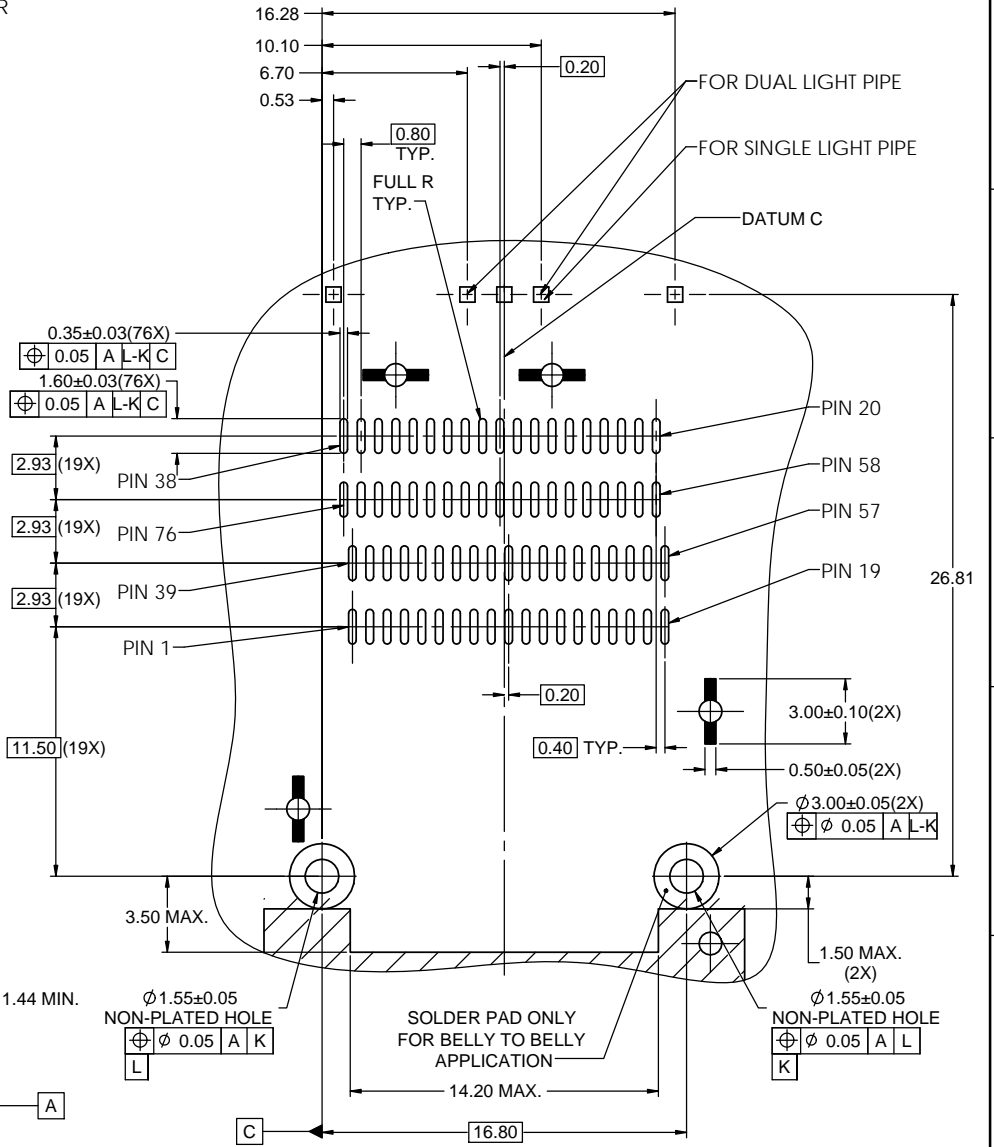 R
16.28
10.10
6.70
0.53
0.20
0.80
TYP.
FULL R
TYP.
FOR DUAL LIGHT PIPE
FOR SINGLE LIGHT PIPE
DATUM C
0.35±0.03(76X)
⌖ 0.05 A L-K C
1.60±0.03(76X)
⌖ 0.05 A L-K C
2.93 (19X)
PIN 38
2.93 (19X)
PIN 76
2.93 (19X)
PIN 39
PIN 1
11.50 (19X)
PIN 20
PIN 58
PIN 57
PIN 19
26.81
0.20
0.40 TYP.
3.00±0.10(2X)
0.50±0.05(2X)
Ø3.00±0.05(2X)
⌖ Ø 0.05 A L-K
3.50 MAX.
1.50 MAX.
(2X)
1.44 MIN.
Ø1.55±0.05
NON-PLATED HOLE
⌖ Ø 0.05 A K
L
SOLDER PAD ONLY
FOR BELLY TO BELLY
APPLICATION
Ø1.55±0.05
NON-PLATED HOLE
⌖ Ø 0.05 A L
K
14.20 MAX.
A
C
16.80